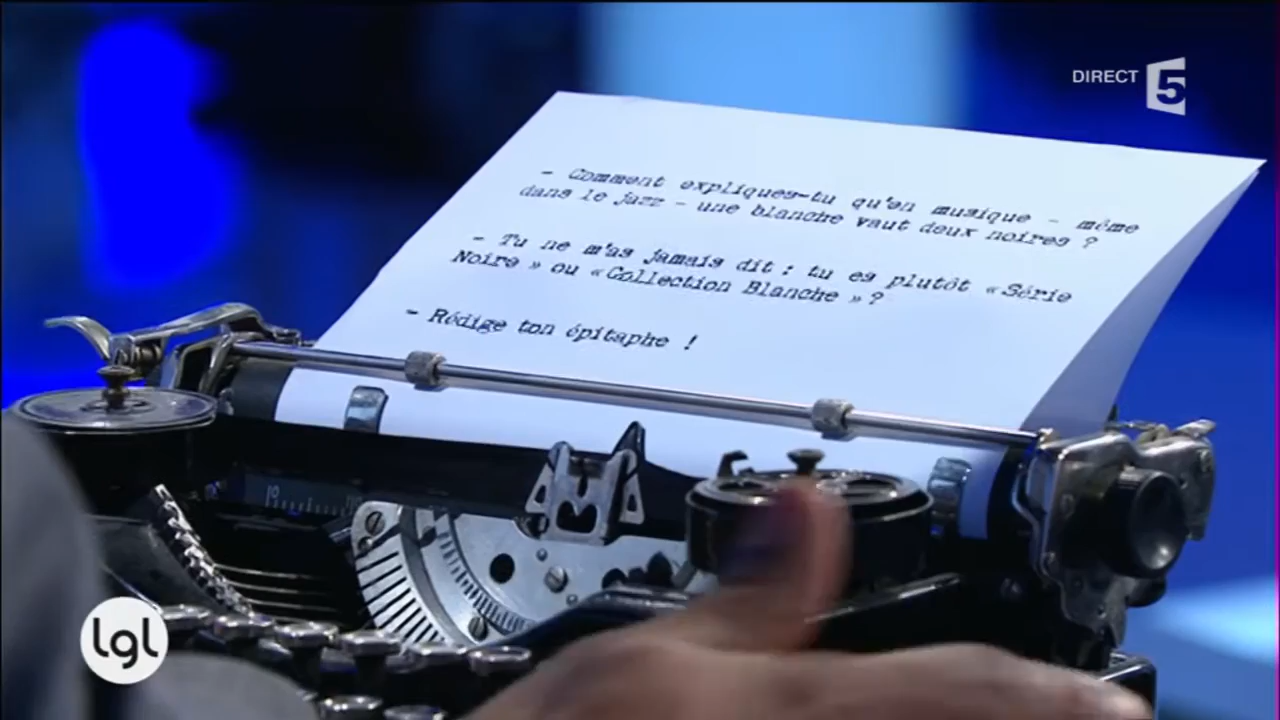 DIRECT 5
- Comment expliques-tu qu'en musique - même
dans le jazz - une blanche vaut deux noires ?
- Tu ne m'as jamais dit : tu es plutôt « Série
Noire » ou « Collection Blanche » ?
- Rédige ton épitaphe !
lgl